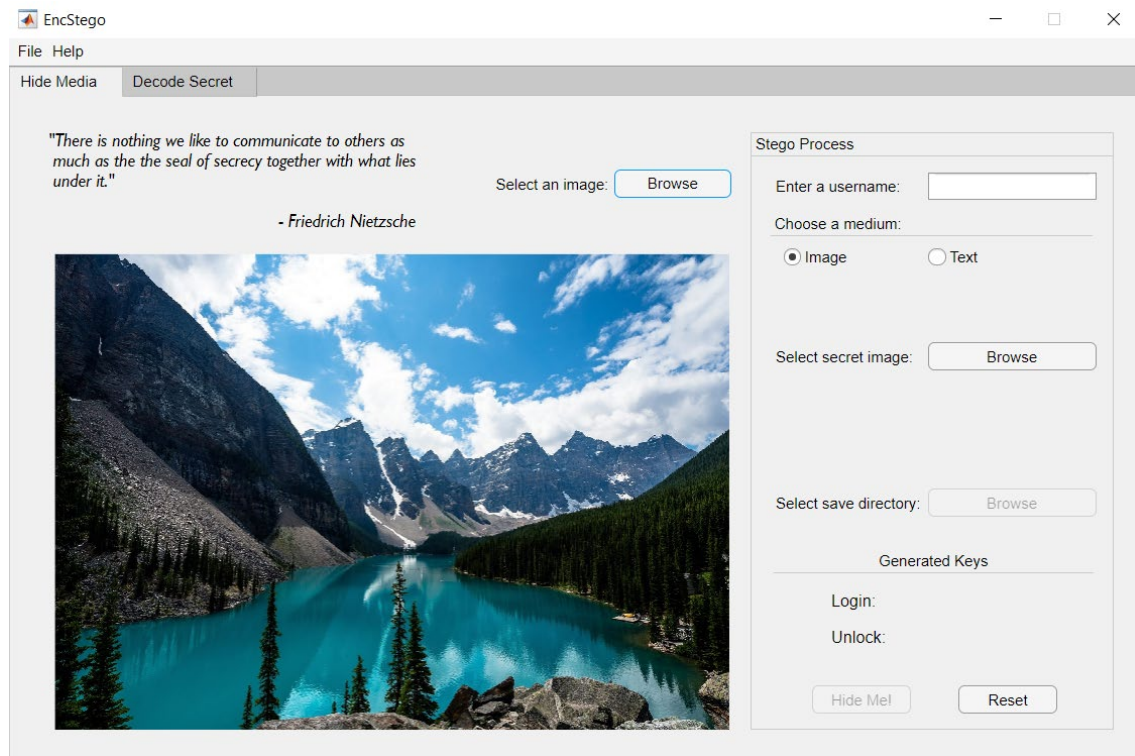 EncStego
File Help
Hide Media Decode Secret
"There is nothing we like to communicate to others as
much as the the seal of secrecy together with what lies
under it."
- Friedrich Nietzsche
Select an image: Browse
Stego Process
Enter a username:
Choose a medium:
Image Text
Select secret image: Browse
Select save directory: Browse
Generated Keys
Login:
Unlock:
Hide Me! Reset